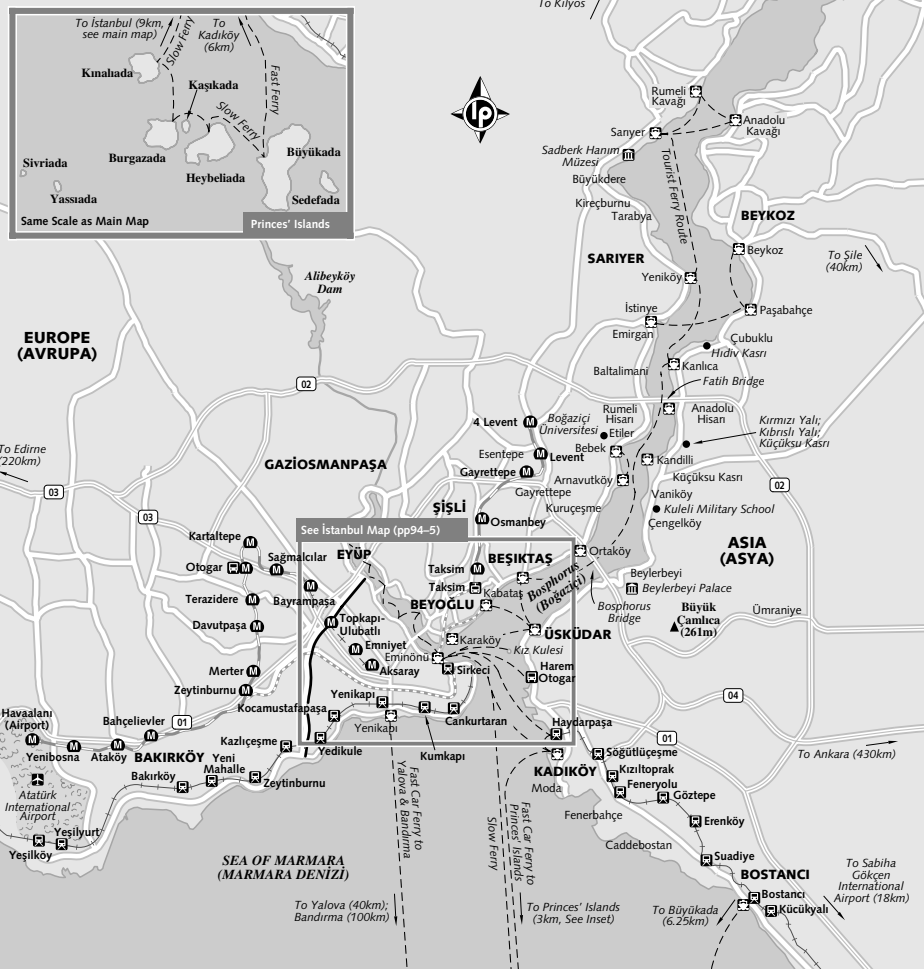 To İstanbul (9km,
see main map)
Slow Ferry
To
Kadıköy
(6km)
Fast Ferry
Kınalıada
Kaşıkada
Slow Ferry
Burgazada
Heybeliada
Büyükada
Sivriada
Yassıada
Sedefada
Same Scale as Main Map
Princes' Islands
To Kilyos
lp
Rumeli
Kavağı
Anadolu
Kavağı
Sarıyer
Sadberk Hanım
Müzesi
Büyükdere
Tourist Ferry Route
Kireçburnu
Tarabya
BEYKOZ
Beykoz
To Şile
(40km)
SARIYER
Yeniköy
Alibeyköy
Dam
İstinye
Emirgan
Paşabahçe
Çubuklu
Hıdiv Kasrı
EUROPE
(AVRUPA)
Baltalimani
Kanlıca
Fatih Bridge
02
Rumeli
Hisarı
Anadolu
Hisarı
4 Levent
Boğaziçi
Üniversitesi
Etiler
Bebek
Kırmızı Yalı;
Kıbrıslı Yalı;
Küçüksu Kasrı
To Edirne
(220km)
Esentepe
Levent
Kandilli
GAZİOSMANPAŞA
Gayrettepe
Gayrettepe
Arnavutköy
Küçüksu Kasrı
02
03
03
Kuruçeşme
Vaniköy
Kuleli Military School
Çengelköy
ŞİŞLİ
Osmanbey
See İstanbul Map (pp94–5)
Kartaltepe
Sağmalcılar
EYÜP
BEŞIKTAŞ
Ortaköy
ASIA
(ASYA)
Otogar
Taksim
Taksim
Kabataş
Bosphorus
(Boğaziçi)
Beylerbeyi
Beylerbeyi Palace
Terazidere
Bayrampaşa
BEYOĞLU
Bosphorus
Bridge
Büyük
Çamlıca
(261m)
Ümraniye
Davutpaşa
Topkapı-
Ulubatlı
Karaköy
ÜSKÜDAR
Emniyet
Eminönü
Kız Kulesi
Merter
Aksaray
Sirkeci
Harem
Otogar
Zeytinburnu
04
Havaalanı
(Airport)
Bahçelievler
01
Kocamustafapaşa
Yenikapı
Yenikapı
Cankurtaran
Haydarpaşa
01
Yenibosna
Ataköy
BAKIRKÖY
Kazlıçeşme
Yedikule
Kumkapı
To Ankara (430km)
Söğütlüçeşme
Bakırköy
Yeni
Mahalle
Zeytinburnu
KADIKÖY
Moda
Kızıltoprak
Feneryolu
Göztepe
Atatürk
International
Airport
Fast Car Ferry to
Yalova & Bandırma
Slow Ferry
Fast Car Ferry to
Princes' Islands
Fenerbahçe
Erenköy
Yeşilyurt
Yeşilköy
Caddebostan
Suadiye
SEA OF MARMARA
(MARMARA DENİZİ)
BOSTANCI
To Sabiha
Gökçen
International
Airport (18km)
To Yalova (40km);
Bandırma (100km)
To Princes' Islands
(3km, See Inset)
To Büyükada
(6.25km)
Bostancı
Kücükyalı